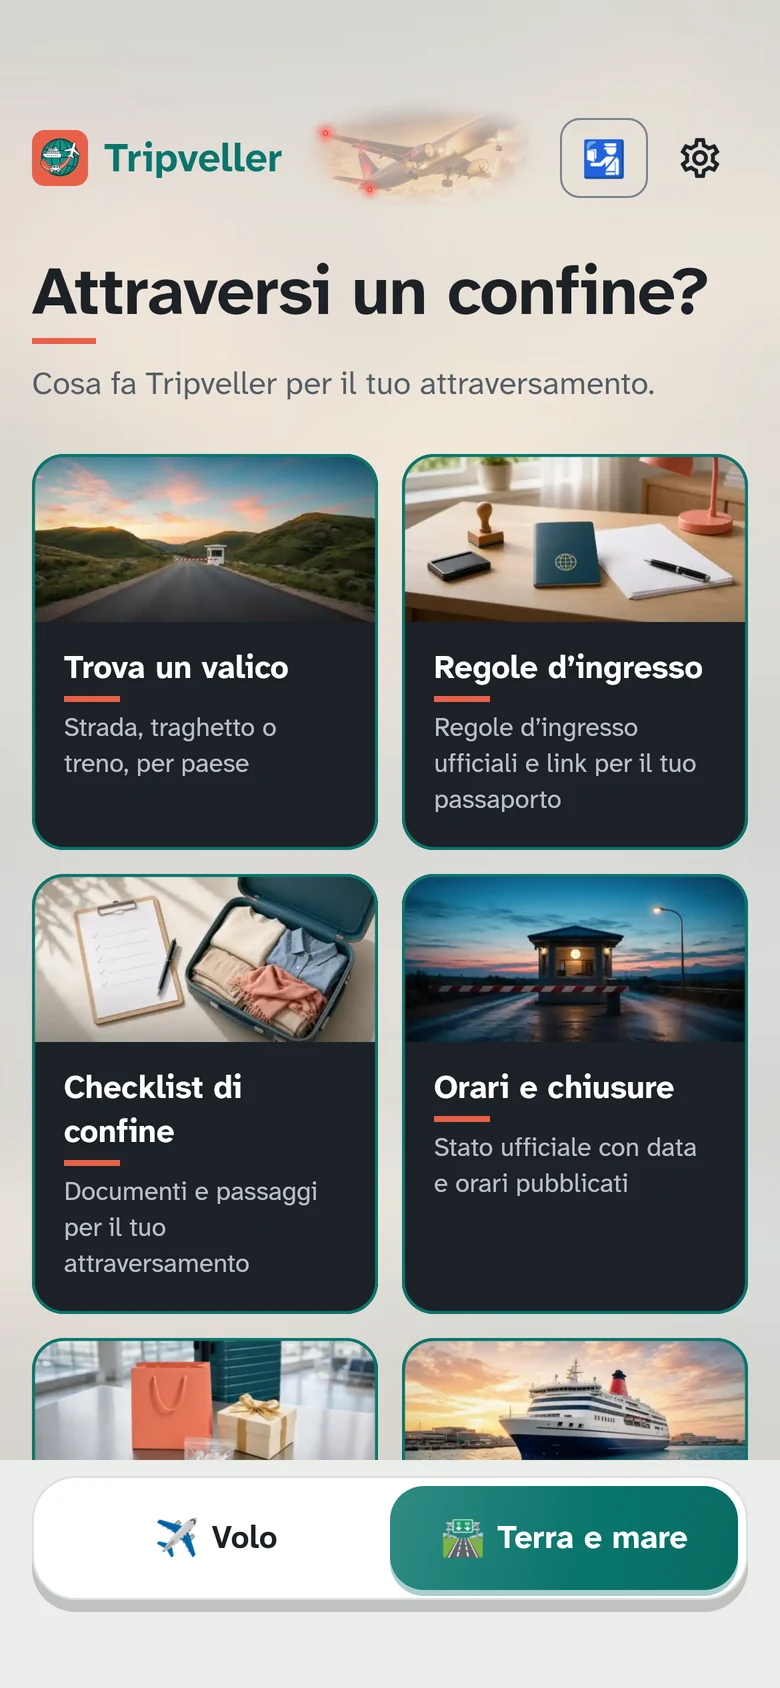 Tripveller
Attraversi un confine?
Cosa fa Tripveller per il tuo attraversamento.
Trova un valico
Strada, traghetto o
treno, per paese
Regole d’ingresso
Regole d’ingresso
ufficiali e link per il tuo
passaporto
Checklist di
confine
Documenti e passaggi
per il tuo
attraversamento
Orari e chiusure
Stato ufficiale con data
e orari pubblicati
Volo
Terra e mare